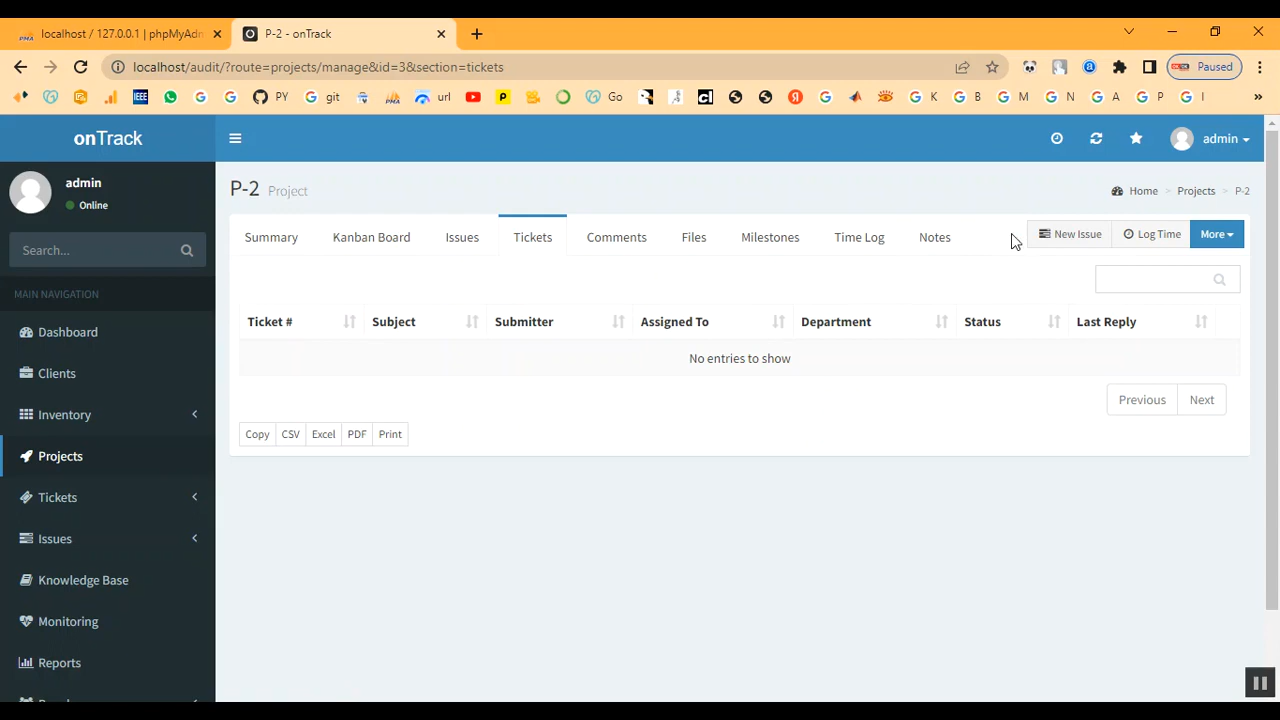 localhost / 127.0.0.1 | phpMyAdn
P-2 - onTrack
localhost/audit/?route=projects/manage&id=3&section=tickets
Paused
IEEE
PY
git
url
Go
K
B
M
N
A
P
I
onTrack
admin
admin
Online
Search...
MAIN NAVIGATION
Dashboard
Clients
Inventory
Projects
Tickets
Issues
Knowledge Base
Monitoring
Reports
P-2 Project
Home > Projects > P-2
Summary
Kanban Board
Issues
Tickets
Comments
Files
Milestones
Time Log
Notes
New Issue
Log Time
More
Ticket # Subject Submitter Assigned To Department Status Last Reply
No entries to show
Previous Next
Copy CSV Excel PDF Print